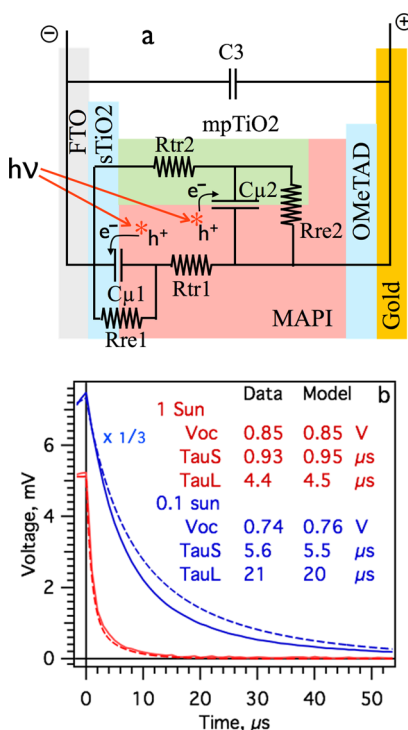 ⊖
a
⊕
C3
FTO
sTiO2
mpTiO2
Rtr2
OMeTAD
hν
e⁻
Cμ2
e⁻
h⁺
h⁺
Rre2
Cμ1
Rtr1
Rre1
MAPI
Gold
Data Model b
1 Sun
x 1/3
Voc 0.85 0.85 V
TauS 0.93 0.95 μs
TauL 4.4 4.5 μs
0.1 sun
Voc 0.74 0.76 V
TauS 5.6 5.5 μs
TauL 21 20 μs
Voltage, mV
6
4
2
0
0 10 20 30 40 50
Time, μs